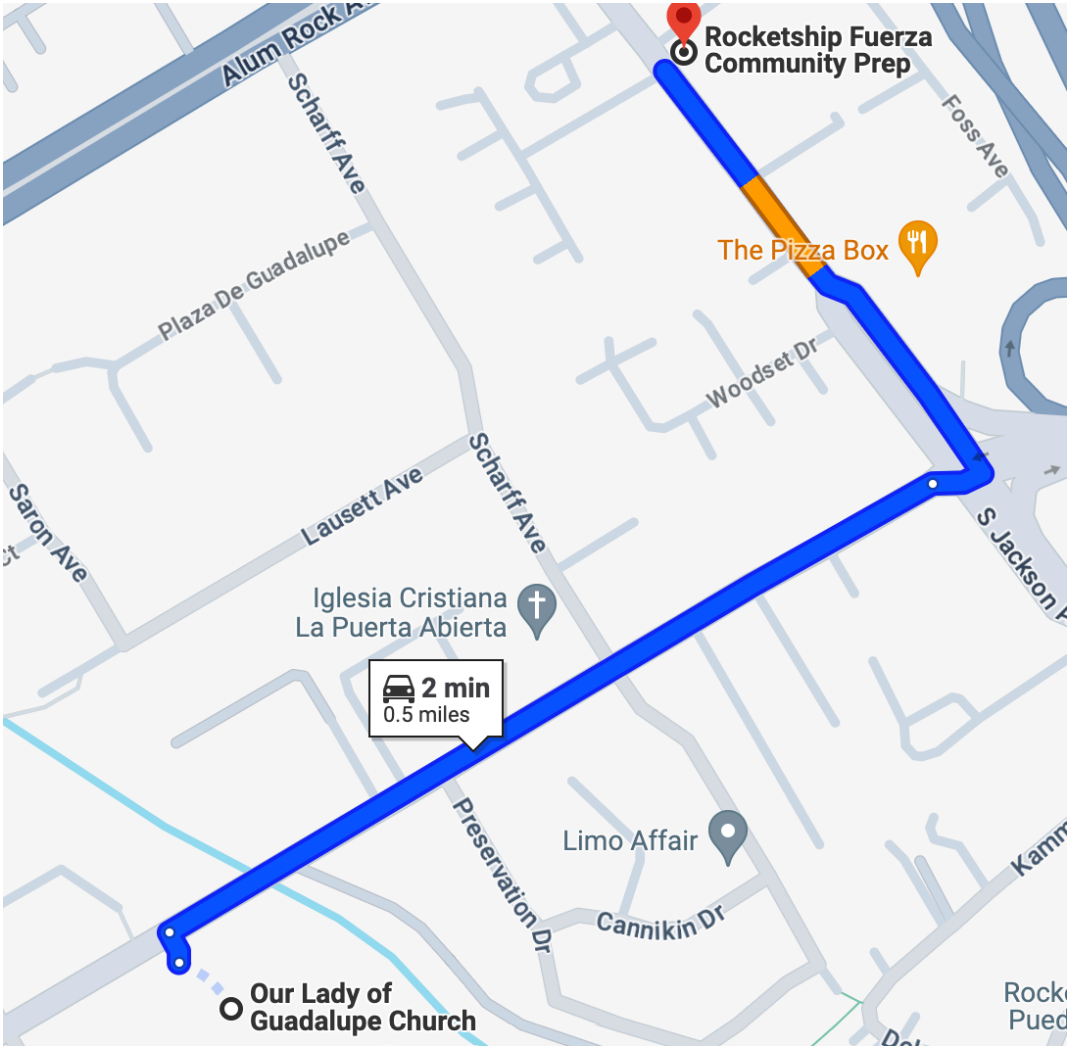 Alum Rock A
Rocketship Fuerza
Community Prep
Scharff Ave
Foss Ave
Plaza De Guadalupe
The Pizza Box
Woodset Dr
Scharff Ave
Lausett Ave
Saron Ave
ct
S Jackson
Iglesia Cristiana
La Puerta Abierta
2 min
0.5 miles
Preservation Dr
Limo Affair
Kamm
Cannikin Dr
Our Lady of
Guadalupe Church
Rock
Pued